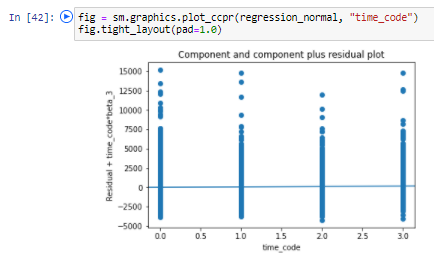 In [42]:
fig = sm.graphics.plot_ccpr(regression_normal, "time_code")
fig.tight_layout(pad=1.0)
Component and component plus residual plot
Residual + time_code*beta_3
15000
12500
10000
7500
5000
2500
0
−2500
−5000
0.0 0.5 1.0 1.5 2.0 2.5 3.0
time_code